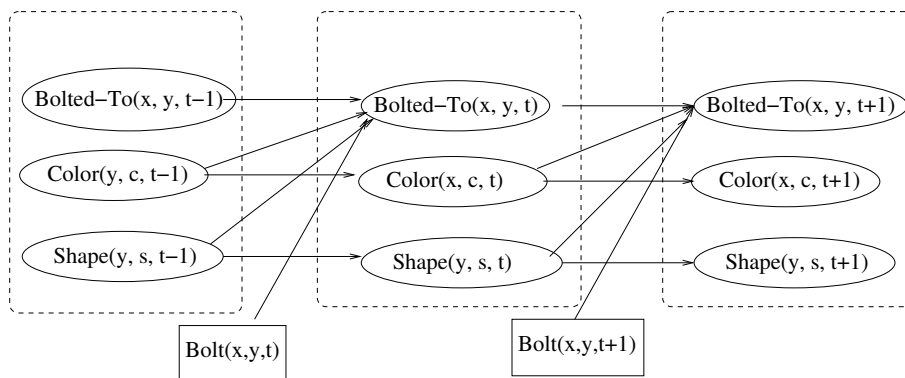 Bolted−To(x, y, t−1)
Bolted−To(x, y, t)
Bolted−To(x, y, t+1)
Color(y, c, t−1)
Color(x, c, t)
Color(x, c, t+1)
Shape(y, s, t−1)
Shape(y, s, t)
Shape(y, s, t+1)
Bolt(x,y,t)
Bolt(x,y,t+1)